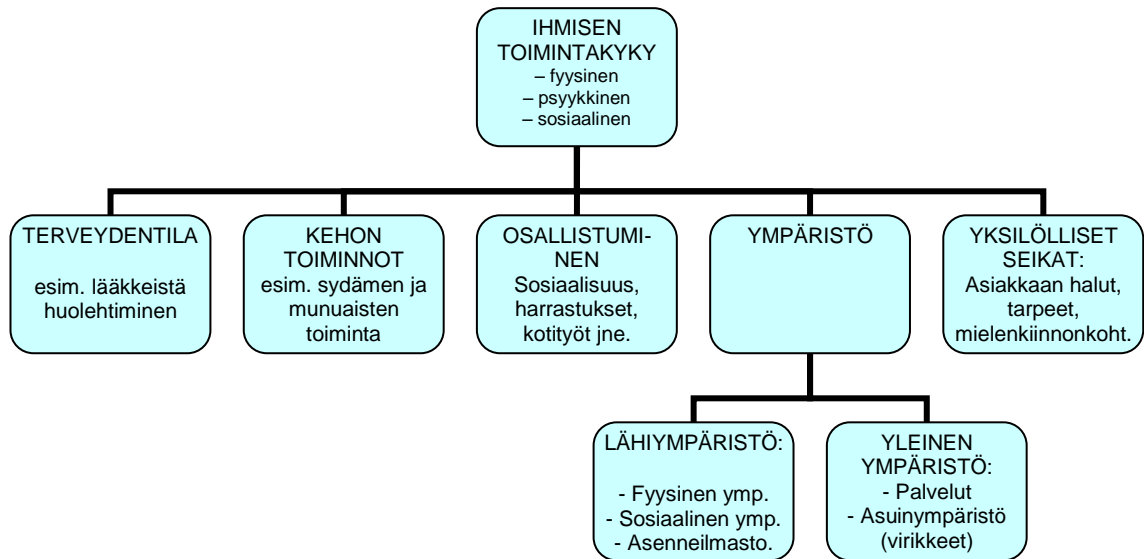 IHMISEN
TOIMINTAKYKY
– fyysinen
– psyykkinen
– sosiaalinen
TERVEYDENTILA
esim. lääkkeistä
huolehtiminen
KEHON
TOIMINNOT
esim. sydämen ja
munuaisten
toiminta
OSALLISTUMI-
NEN
Sosiaalisuus,
harrastukset,
kotityöt jne.
YMPÄRISTÖ
YKSILÖLLISET
SEIKAT:
Asiakkaan halut,
tarpeet,
mielenkiinnonkoht.
LÄHIYMPÄRISTÖ:
- Fyysinen ymp.
- Sosiaalinen ymp.
- Asenneilmasto.
YLEINEN
YMPÄRISTÖ:
- Palvelut
- Asuinympäristö
(virikkeet)